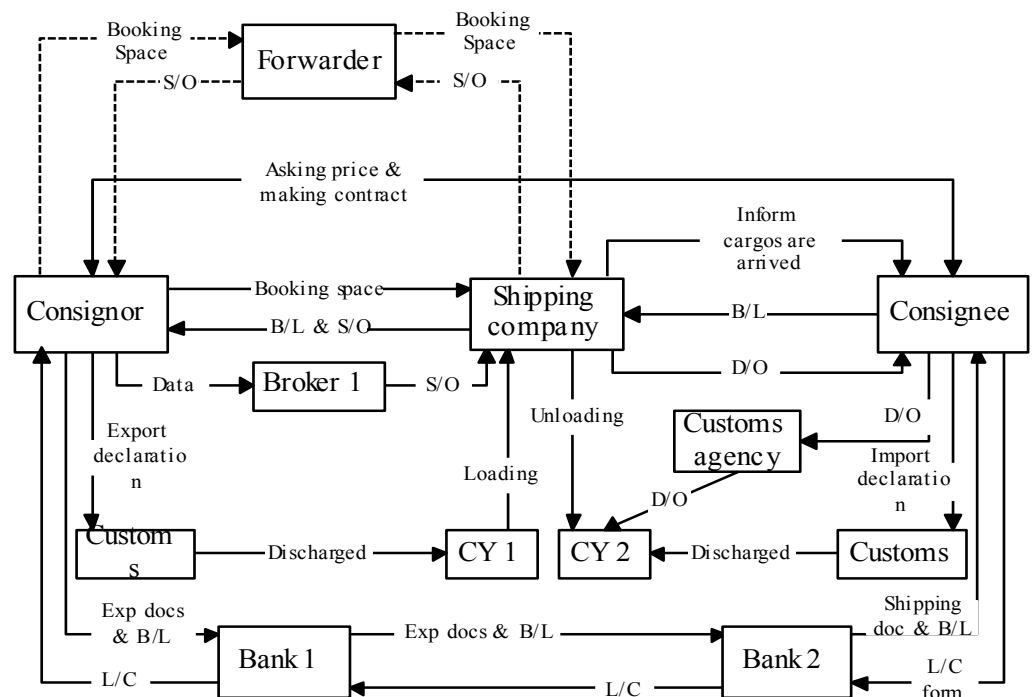 Booking
Space
Booking
Space
Forwarder
S/O
S/O
Asking price &
making contract
Inform
cargos are
arrived
Consignor
Booking space
Shipping
company
Consignee
B/L & S/O
B/L
Data
Broker 1
S/O
D/O
Unloading
Customs
agency
D/O
Export
declaratio
n
Loading
D/O
Import
declaratio
n
Custom
s
Discharged
CY 1
CY 2
Discharged
Customs
Exp docs
& B/L
Exp docs & B/L
Shipping
doc & B/L
Bank 1
Bank 2
L/C
L/C
L/C
form